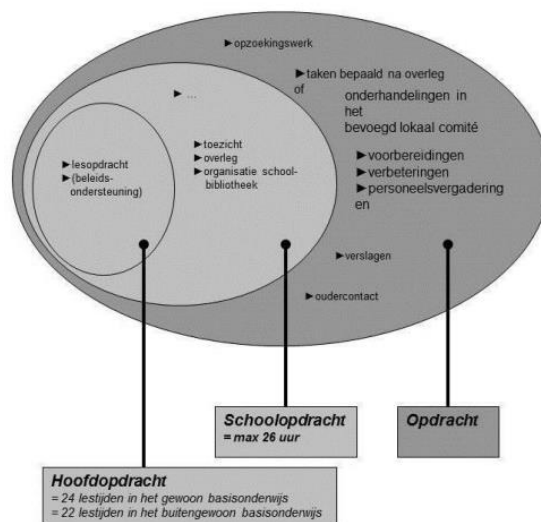 ►opzoekingswerk
►taken bepaald na overleg
of
onderhandelingen in
het
bevoegd lokaal comité
►...
►toezicht
►overleg
►organisatie school-
bibliotheek
►lesopdracht
►(beleids-
ondersteuning)
►voorbereidingen
►verbeteringen
►personeelsvergadering
en
►verslagen
►oudercontact
Schoolopdracht
= max 26 uur
Opdracht
Hoofdopdracht
= 24 lestijden in het gewoon basisonderwijs
= 22 lestijden in het buitengewoon basisonderwijs